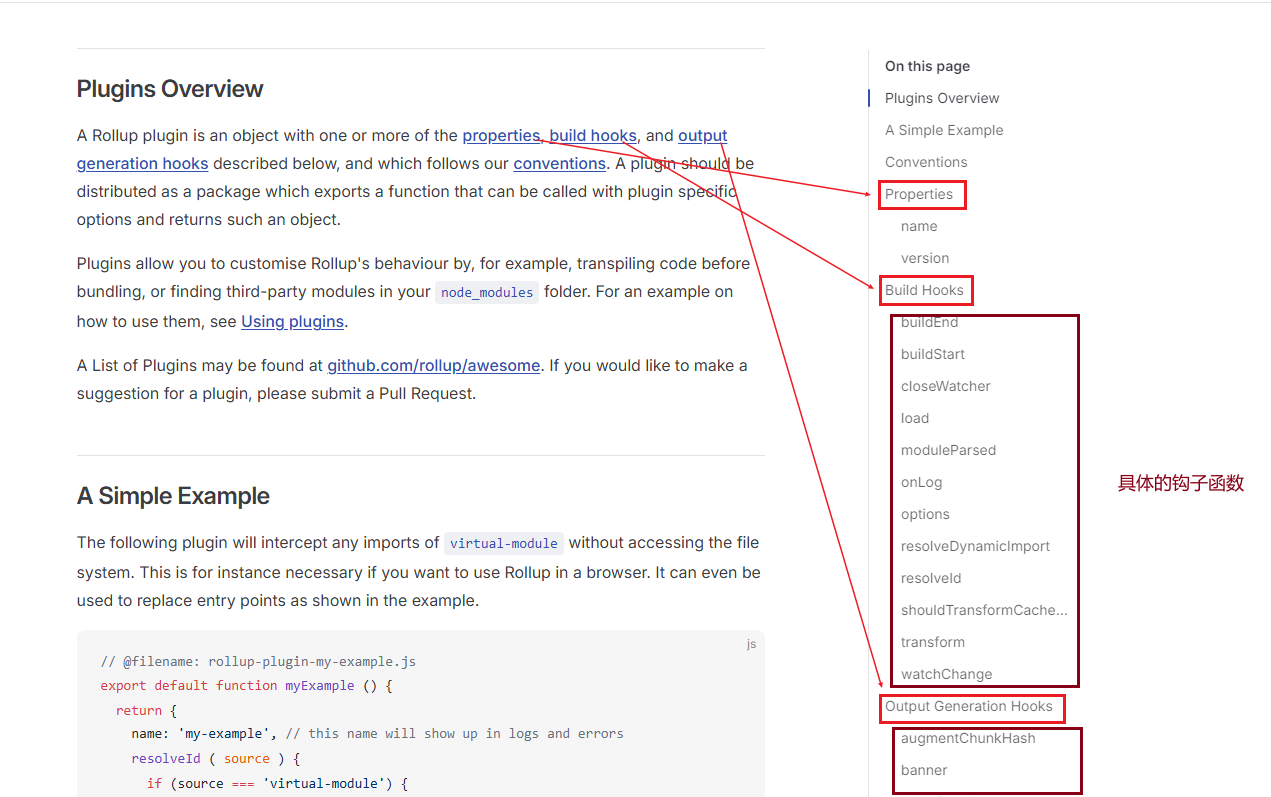 Plugins Overview
A Rollup plugin is an object with one or more of the properties, build hooks, and output
generation hooks described below, and which follows our conventions. A plugin should be
distributed as a package which exports a function that can be called with plugin specific
options and returns such an object.
Plugins allow you to customise Rollup's behaviour by, for example, transpiling code before
bundling, or finding third-party modules in your node_modules folder. For an example on
how to use them, see Using plugins.
A List of Plugins may be found at github.com/rollup/awesome. If you would like to make a
suggestion for a plugin, please submit a Pull Request.
A Simple Example
The following plugin will intercept any imports of virtual-module without accessing the file
system. This is for instance necessary if you want to use Rollup in a browser. It can even be
used to replace entry points as shown in the example.
js
// @filename: rollup-plugin-my-example.js
export default function myExample () {
return {
name: 'my-example', // this name will show up in logs and errors
resolveId ( source ) {
if (source === 'virtual-module') {
On this page
Plugins Overview
A Simple Example
Conventions
Properties
name
version
Build Hooks
buildEnd
buildStart
closeWatcher
load
moduleParsed
onLog
options
resolveDynamicImport
resolveId
shouldTransformCache...
transform
watchChange
Output Generation Hooks
augmentChunkHash
banner
具体的钩子函数